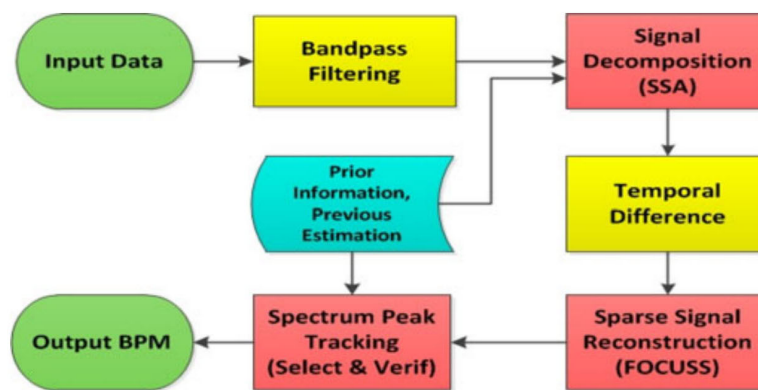 Input Data
Bandpass
Filtering
Signal
Decomposition
(SSA)
Prior
Information,
Previous
Estimation
Temporal
Difference
Output BPM
Spectrum Peak
Tracking
(Select & Verif)
Sparse Signal
Reconstruction
(FOCUSS)